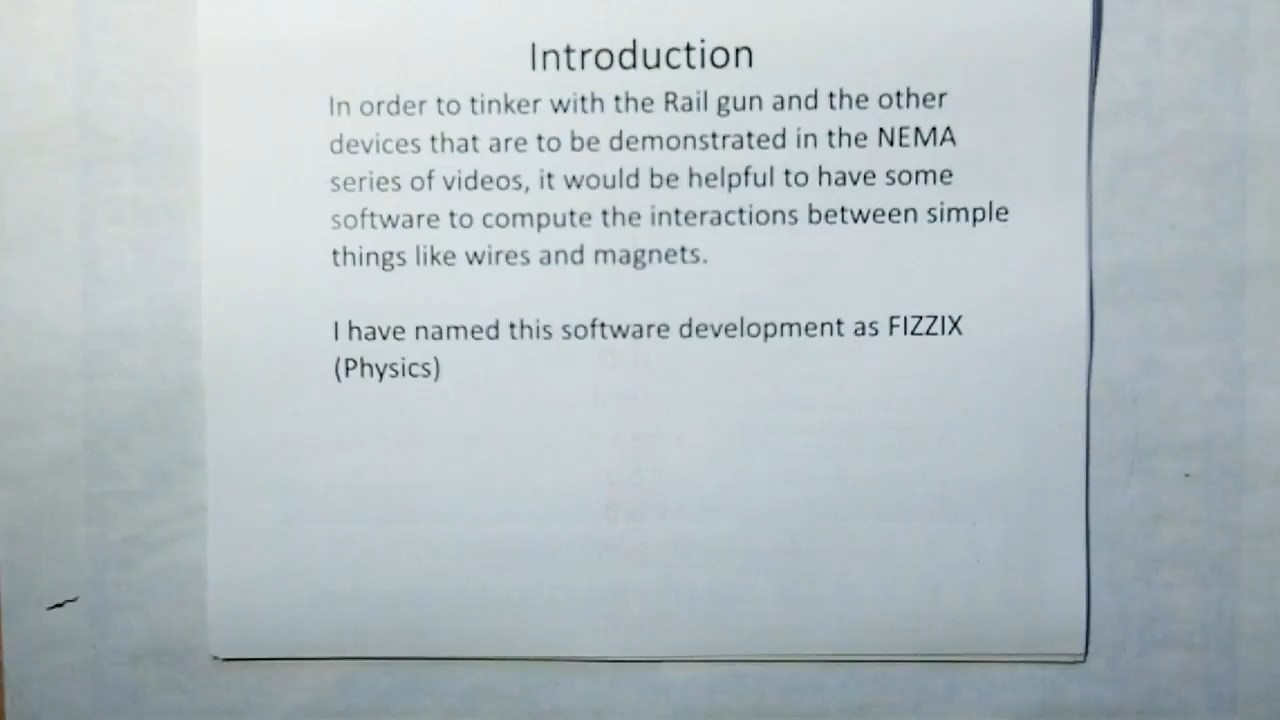 Introduction
In order to tinker with the Rail gun and the other
devices that are to be demonstrated in the NEMA
series of videos, it would be helpful to have some
software to compute the interactions between simple
things like wires and magnets.
I have named this software development as FIZZIX
(Physics)